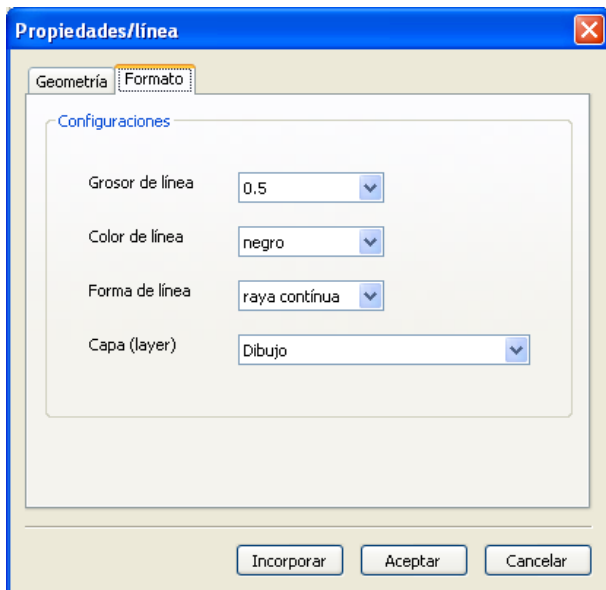 Propiedades/línea
Geometría Formato
Configuraciones
Grosor de línea 0.5
Color de línea negro
Forma de línea raya contínua
Capa (layer) Dibujo
Incorporar Aceptar Cancelar